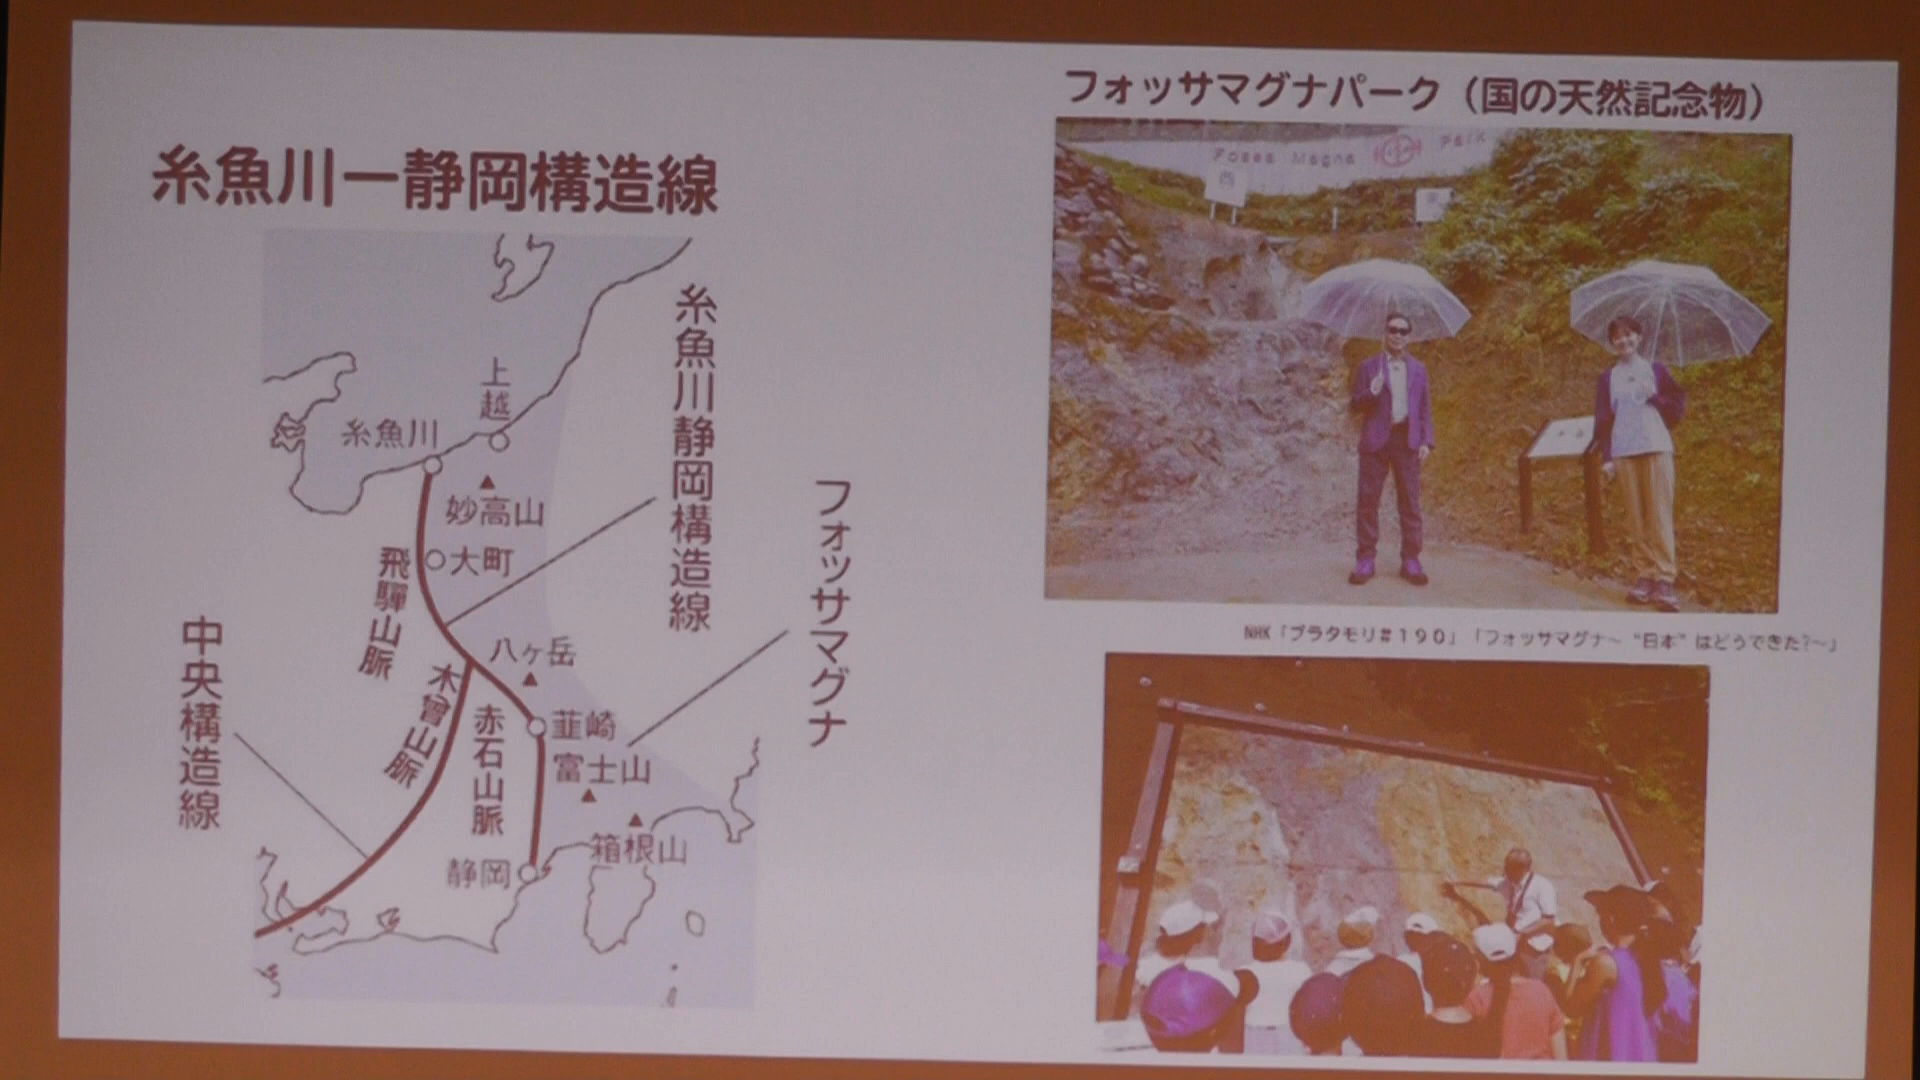 糸魚川ー静岡構造線
上越
糸魚川
妙高山
大町
飛騨山脈
糸魚川静岡構造線
フォッサマグナ
中央構造線
八ヶ岳
木曾山脈
赤石山脈
韮崎
富士山
箱根山
静岡
フォッサマグナパーク（国の天然記念物）
Fossa Magna Park
NHK「ブラタモリ#190」「フォッサマグナ～“日本”はどうできた?～」